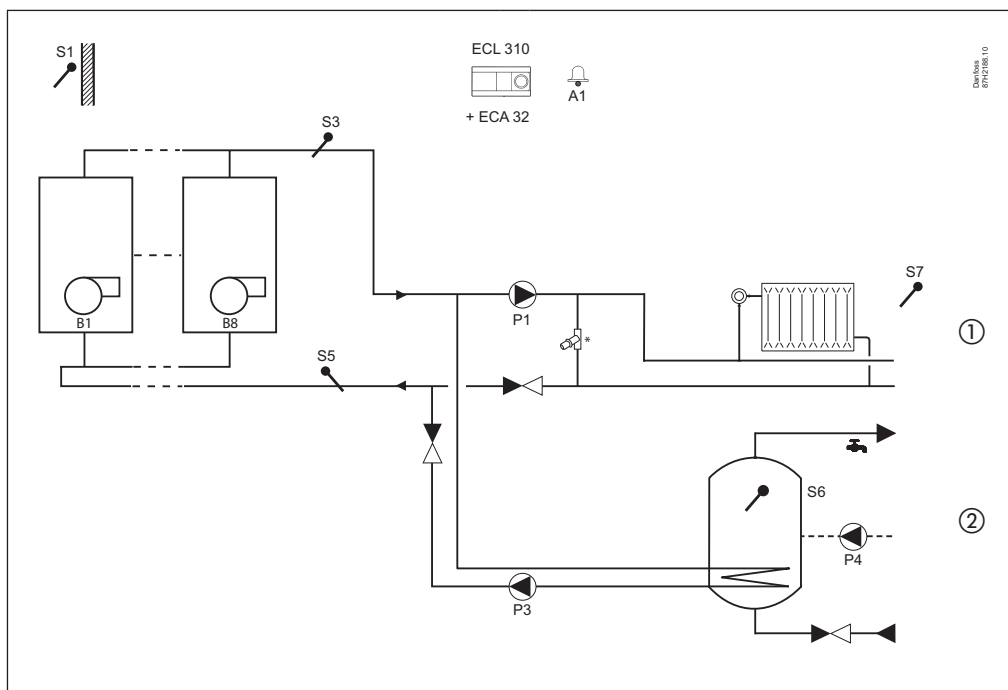 S1
ECL 310
A1
+ ECA 32
Danfoss
87H2188.10
S3
B1
B8
S7
P1
*
①
S5
S6
②
P4
P3